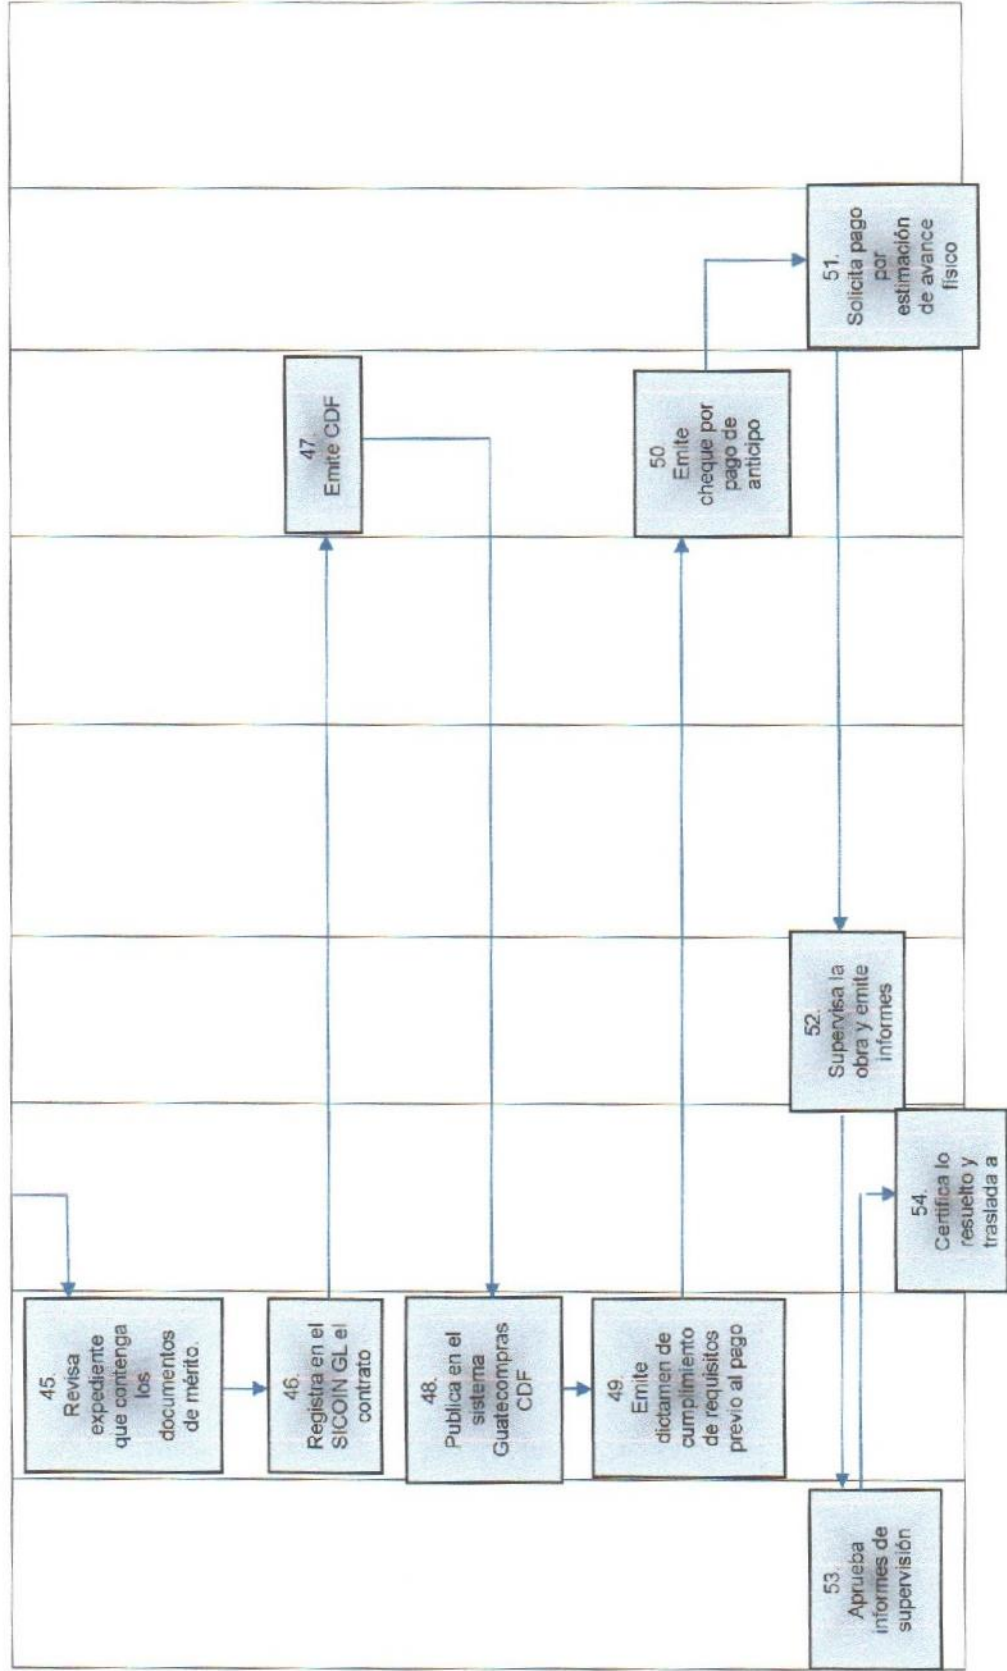 45.
Revisa
expediente
que contenga
los
documentos
de mérito.
46.
Registra en el
SICOIN GL el
contrato
47.
Emite CDF
48.
Publica en el
sistema
Guatecompras
CDF
49.
Emite
dictamen de
cumplimiento
de requisitos
previo al pago
50
Emite
cheque por
pago de
anticipo
51.
Solicita pago
por
estimación
de avance
físico
52.
Supervisa la
obra y emite
informes
53.
Aprueba
informes de
supervisión
54.
Certifica lo
resuelto y
traslada a